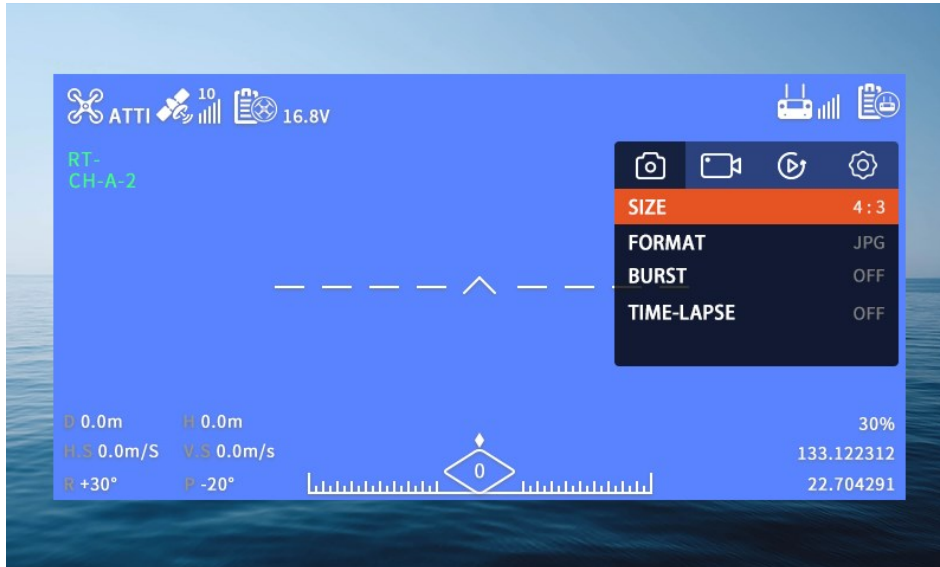 ATTI 10 16.8V
RT-
CH-A-2
SIZE 4:3
FORMAT JPG
BURST OFF
TIME-LAPSE OFF
D 0.0m H 0.0m 30%
H.S 0.0m/S V.S 0.0m/s 133.122312
R +30° P -20° 0 22.704291